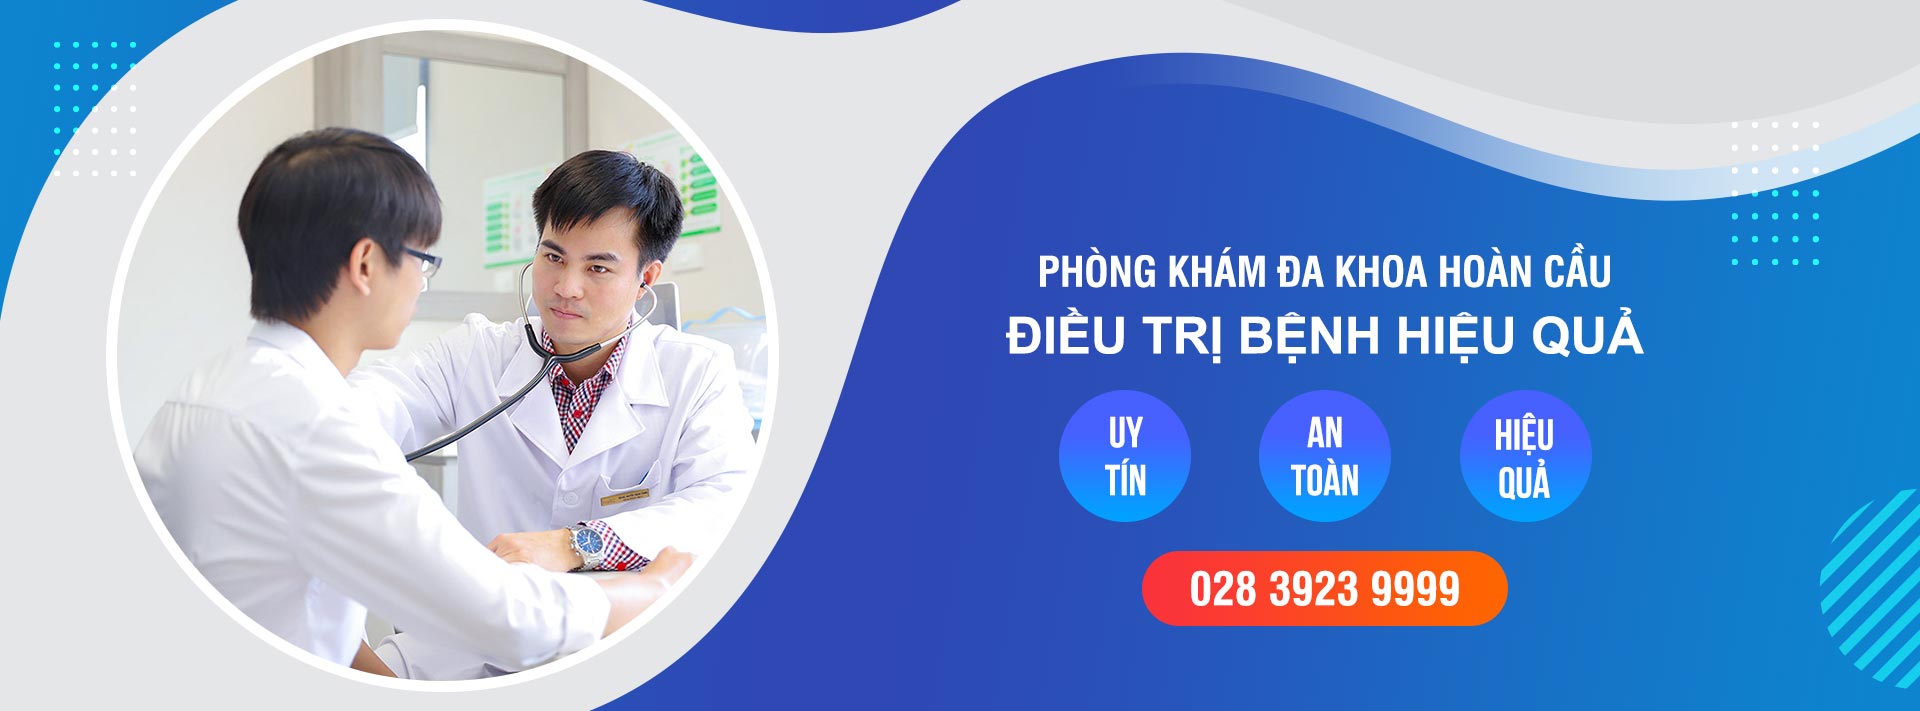 PHÒNG KHÁM ĐA KHOA HOÀN CẦU
ĐIỀU TRỊ BỆNH HIỆU QUẢ
UY
TÍN
AN
TOÀN
HIỆU
QUẢ
028 3923 9999